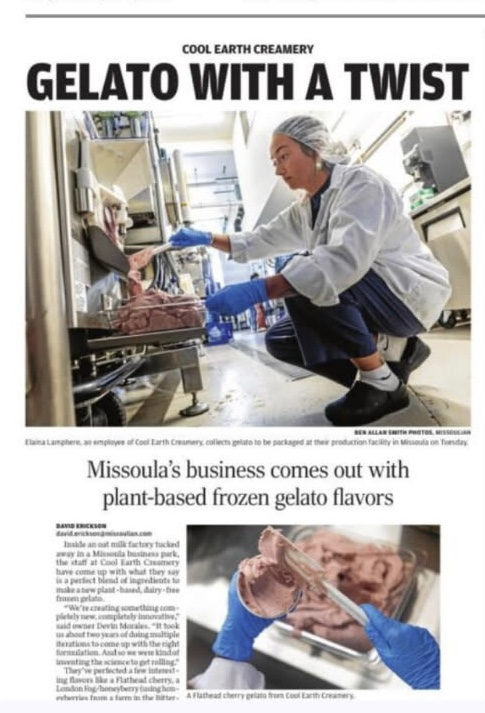 COOL EARTH CREAMERY
GELATO WITH A TWIST
BEN ALLAN SMITH PHOTOS, MISSOULIAN
Elaina Lamphere, an employee of Cool Earth Creamery, collects gelato to be packaged at their production facility in Missoula on Tuesday.
Missoula's business comes out with
plant-based frozen gelato flavors
DAVID ERICKSON
david.erickson@missoulian.com
Inside an oat milk factory tucked
away in a Missoula business park,
the staff at Cool Earth Creamery
have come up with what they say
is a perfect blend of ingredients to
make a new plant-based, dairy-free
frozen gelato.
"We're creating something com-
pletely new, completely innovative,"
said owner Devin Morales. "It took
us about two years of doing multiple
iterations to come up with the right
formulation. And so we were kind of
inventing the science to get rolling."
They've perfected a few interest-
ing flavors like a Flathead cherry, a
London Fog/honeyberry (using hon-
eyberries from a farm in the Bitter-
A Flathead cherry gelato from Cool Earth Creamery.